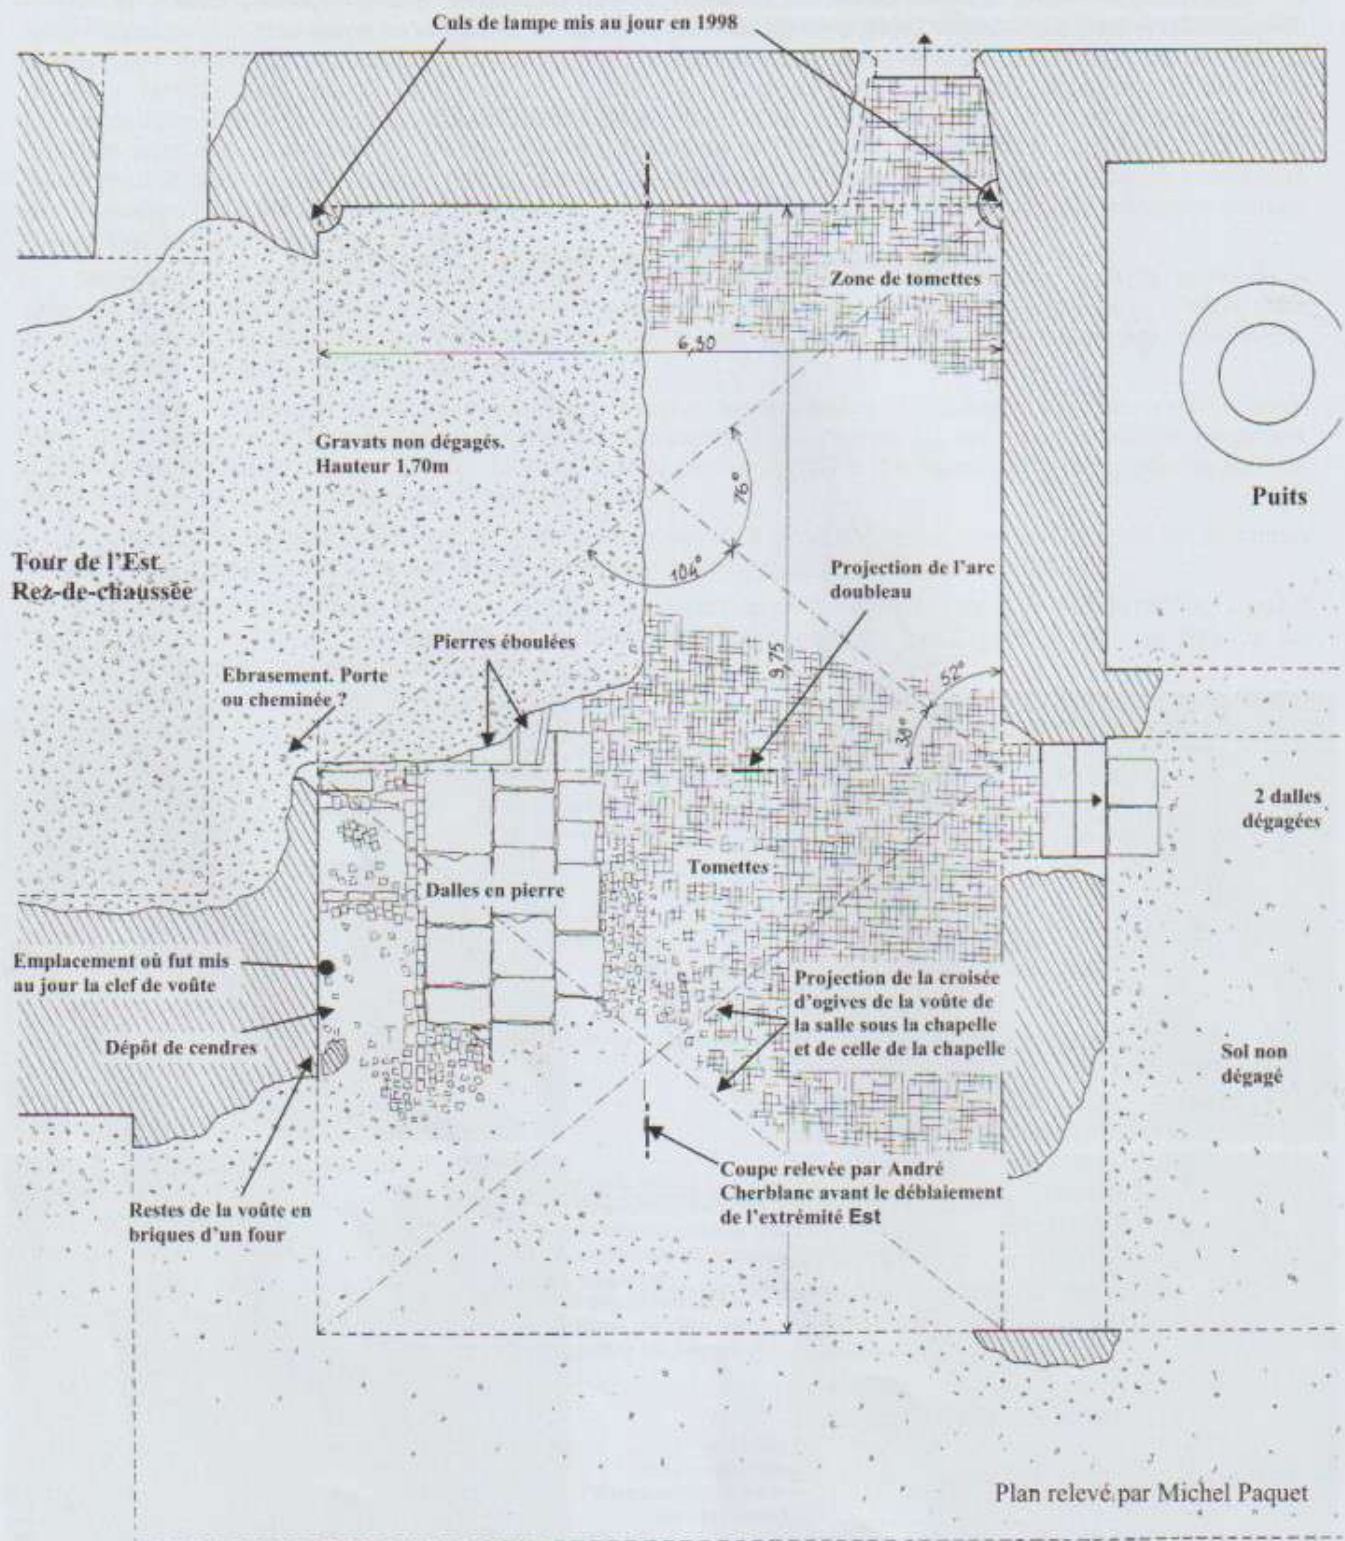 Culs de lampe mis au jour en 1998
Zone de tomettes
6,30
Gravats non dégagés.
Hauteur 1,70m
76°
Puits
Tour de l'Est
Rez-de-chaussée
104°
Projection de l'arc
doubleau
Pierres éboulées
9,75
Ebrasement. Porte
ou cheminée ?
52°
38°
2 dalles
dégagées
Tomettes
Dalles en pierre
Emplacement où fut mis
au jour la clef de voûte
Projection de la croisée
d'ogives de la voûte de
la salle sous la chapelle
et de celle de la chapelle
Dépôt de cendres
Sol non
dégagé
Coupe relevée par André
Cherblanc avant le déblaiement
de l'extrémité Est
Restes de la voûte en
briques d'un four
Plan relevé par Michel Paquet